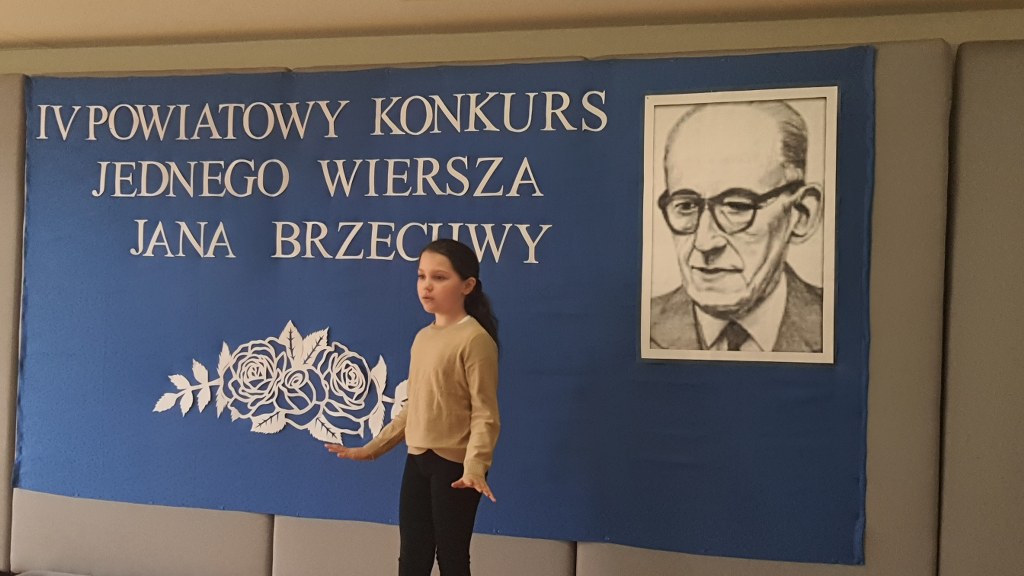 IV POWIATOWY KONKURS
JEDNEGO WIERSZA
JANA BRZECHWY